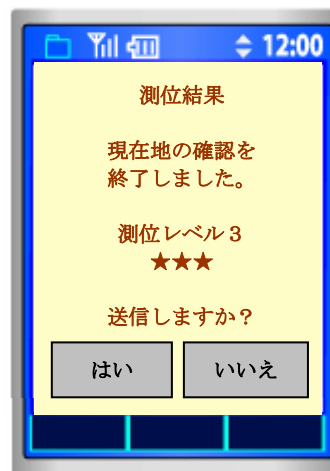 12:00
測位結果
現在地の確認を
終了しました。
測位レベル３
★★★
送信しますか？
はい
いいえ